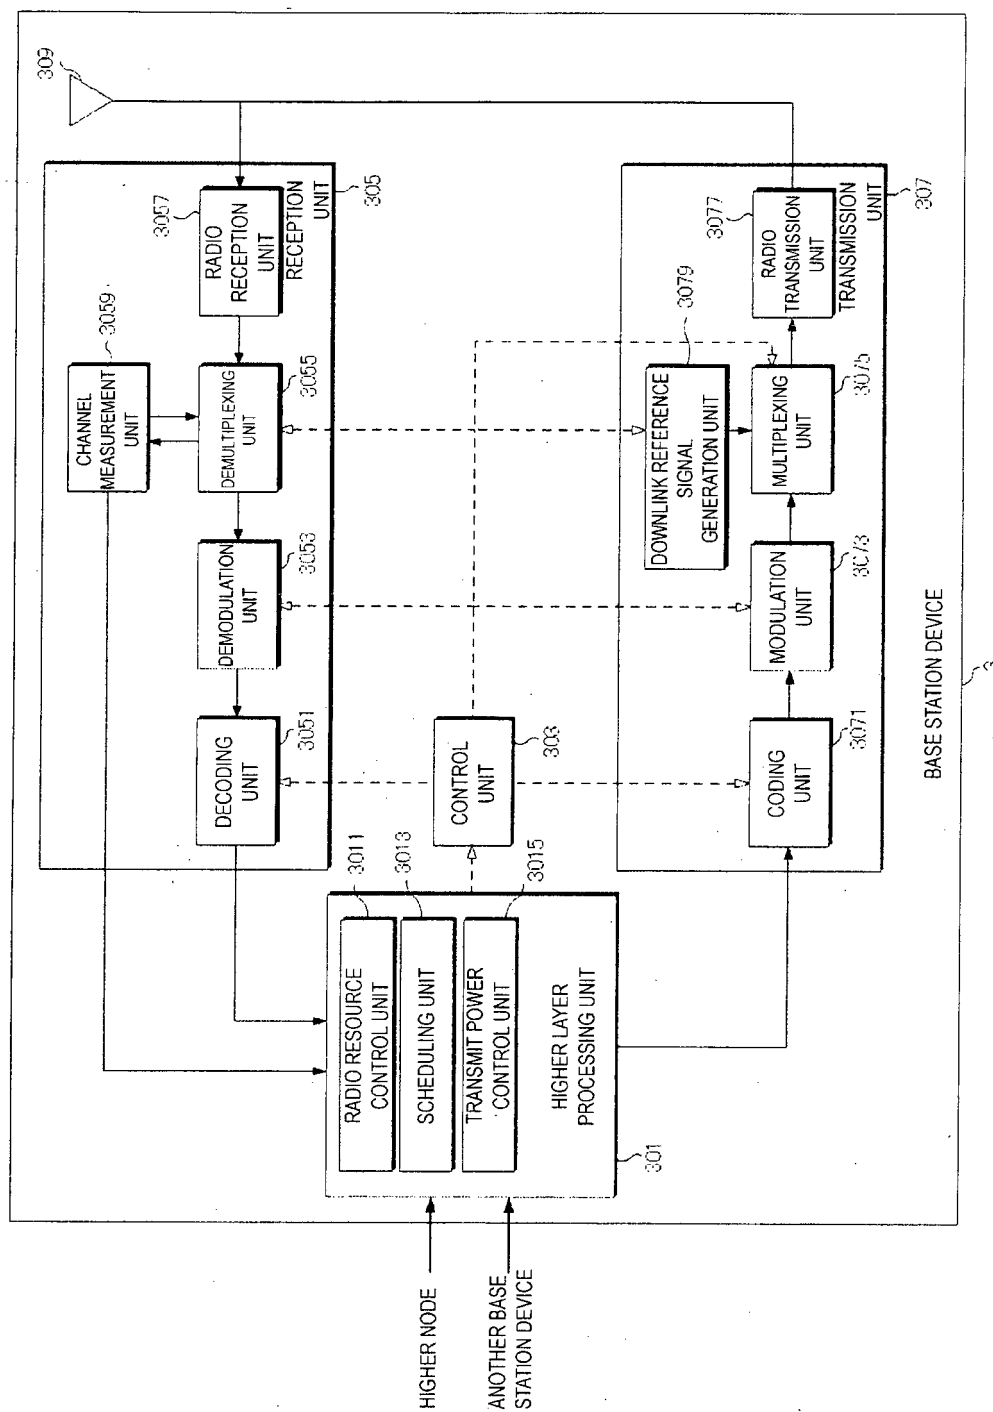 309
3057
RADIO
RECEPTION
UNIT
RECEPTION
UNIT
305
3059
CHANNEL
MEASUREMENT
UNIT
DEMULTIPLEXING
UNIT
3055
DEMODULATION
UNIT
3053
DECODING
UNIT
3051
3077
RADIO
TRANSMISSION
UNIT
TRANSMISSION
UNIT
307
3079
DOWNLINK REFERENCE
SIGNAL
GENERATION UNIT
MULTIPLEXING
UNIT
3075
MODULATION
UNIT
3073
CODING
UNIT
3071
CONTROL
UNIT
303
3011
3013
3015
RADIO RESOURCE
CONTROL UNIT
SCHEDULING UNIT
TRANSMIT POWER
CONTROL UNIT
HIGHER LAYER
PROCESSING UNIT
301
BASE STATION DEVICE
3
HIGHER NODE
ANOTHER BASE
STATION DEVICE